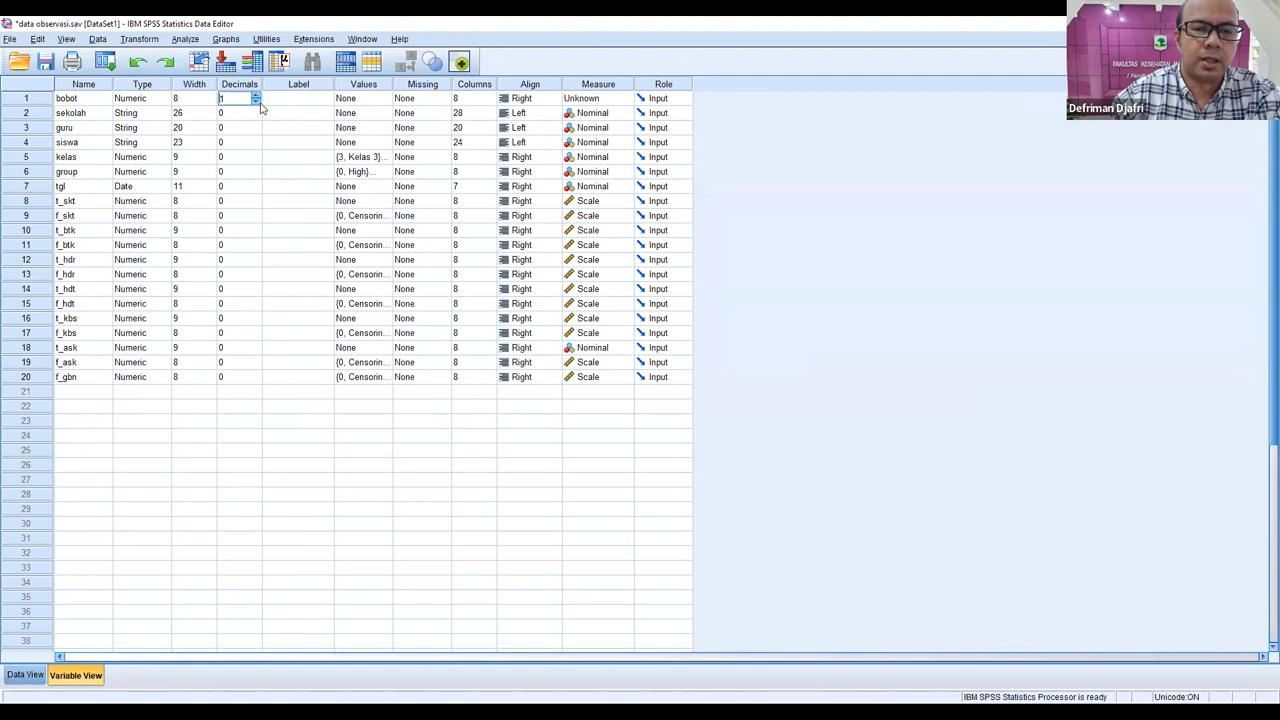 *data observasi.sav [DataSet1] - IBM SPSS Statistics Data Editor
File Edit View Data Transform Analyze Graphs Utilities Extensions Window Help
Name Type Width Decimals Label Values Missing Columns Align Measure Role
1 bobot Numeric 8 1 None None 8 Right Unknown Input
2 sekolah String 26 0 None None 28 Left Nominal Input
3 guru String 20 0 None None 20 Left Nominal Input
4 siswa String 23 0 None None 24 Left Nominal Input
5 kelas Numeric 9 0 {3, Kelas 3}... None 8 Right Nominal Input
6 group Numeric 9 0 {0, High}... None 8 Right Nominal Input
7 tgl Date 11 0 None None 7 Right Nominal Input
8 t_skt Numeric 8 0 None None 8 Right Scale Input
9 f_skt Numeric 8 0 {0, Censorin... None 8 Right Scale Input
10 t_btk Numeric 9 0 None None 8 Right Scale Input
11 f_btk Numeric 8 0 {0, Censorin... None 8 Right Scale Input
12 t_hdr Numeric 9 0 None None 8 Right Scale Input
13 f_hdr Numeric 8 0 {0, Censorin... None 8 Right Scale Input
14 t_hdt Numeric 9 0 None None 8 Right Scale Input
15 f_hdt Numeric 8 0 {0, Censorin... None 8 Right Scale Input
16 t_kbs Numeric 9 0 None None 8 Right Scale Input
17 f_kbs Numeric 8 0 {0, Censorin... None 8 Right Scale Input
18 t_ask Numeric 9 0 None None 8 Right Nominal Input
19 f_ask Numeric 8 0 {0, Censorin... None 8 Right Scale Input
20 f_gbn Numeric 8 0 {0, Censorin... None 8 Right Scale Input
21
22
23
24
25
26
27
28
29
30
31
32
33
34
35
36
37
38
Data View Variable View
IBM SPSS Statistics Processor is ready Unicode:ON
FAKULTAS KESEHATAN
Defriman Djafri